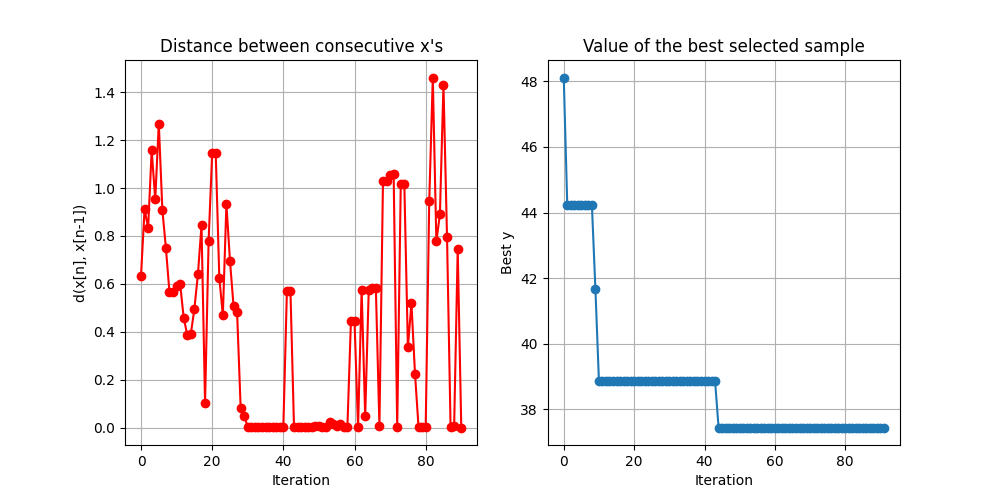 Distance between consecutive x's
d(x[n], x[n-1])
1.4
1.2
1.0
0.8
0.6
0.4
0.2
0.0
0 20 40 60 80
Iteration
Value of the best selected sample
Best y
48
46
44
42
40
38
0 20 40 60 80
Iteration